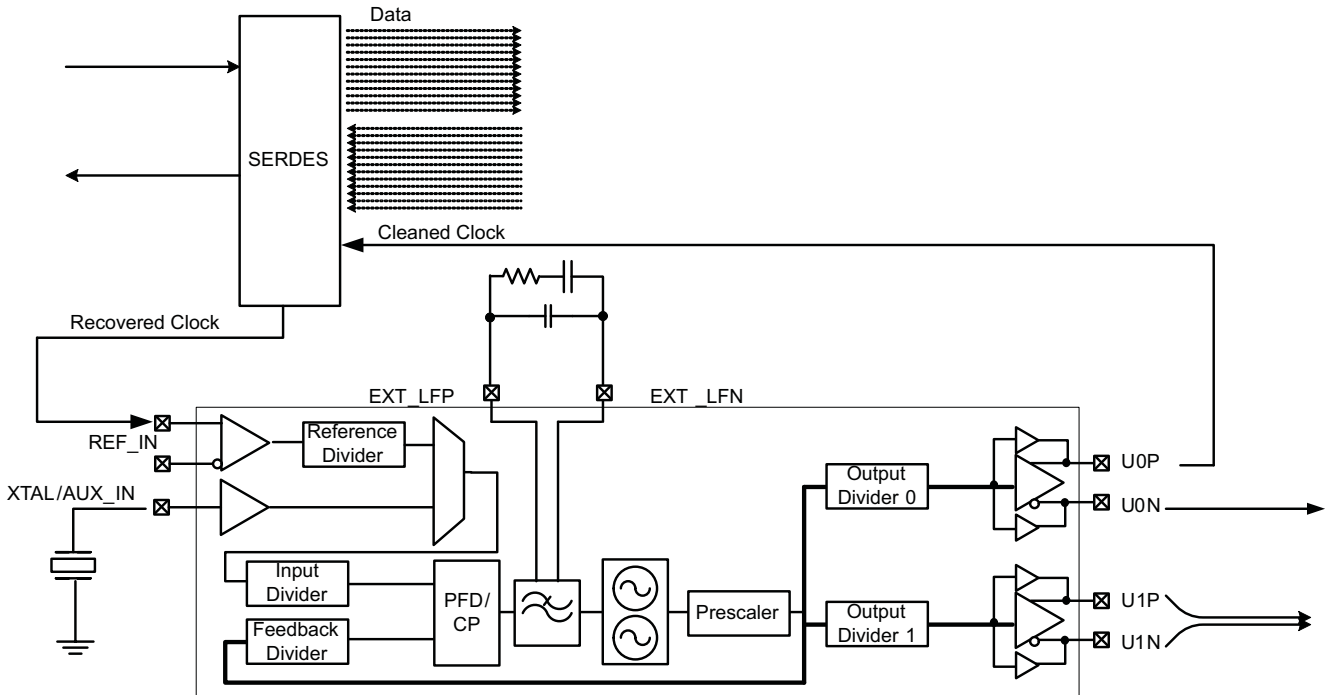 Data
SERDES
Cleaned Clock
Recovered Clock
EXT_LFP
EXT _LFN
REF_IN
Reference
Divider
XTAL/AUX_IN
Output
Divider 0
U0P
U0N
Input
Divider
PFD/
CP
Prescaler
Feedback
Divider
Output
Divider 1
U1P
U1N